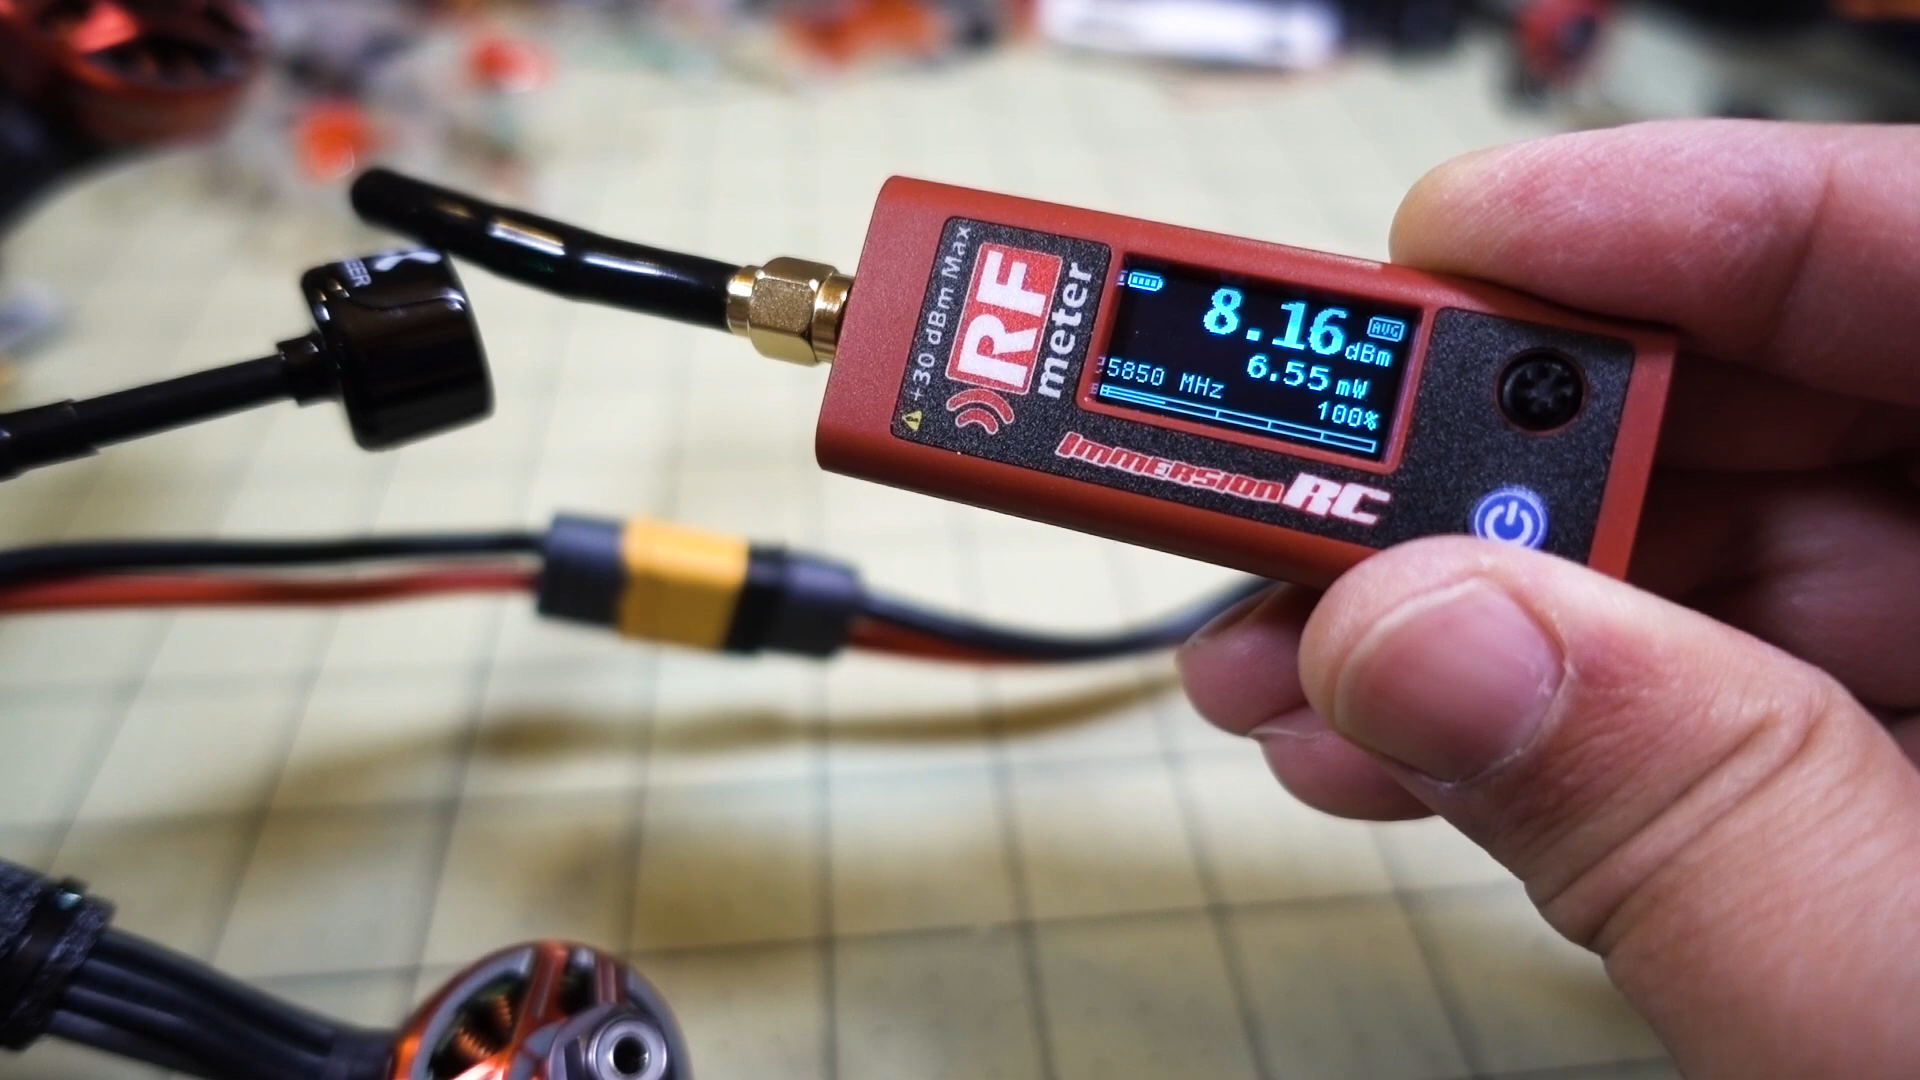 +30 dBm Max
RF
meter
8.16 dBm
AVG
6.55 mW
5850 MHz
100%
ImmersionRC